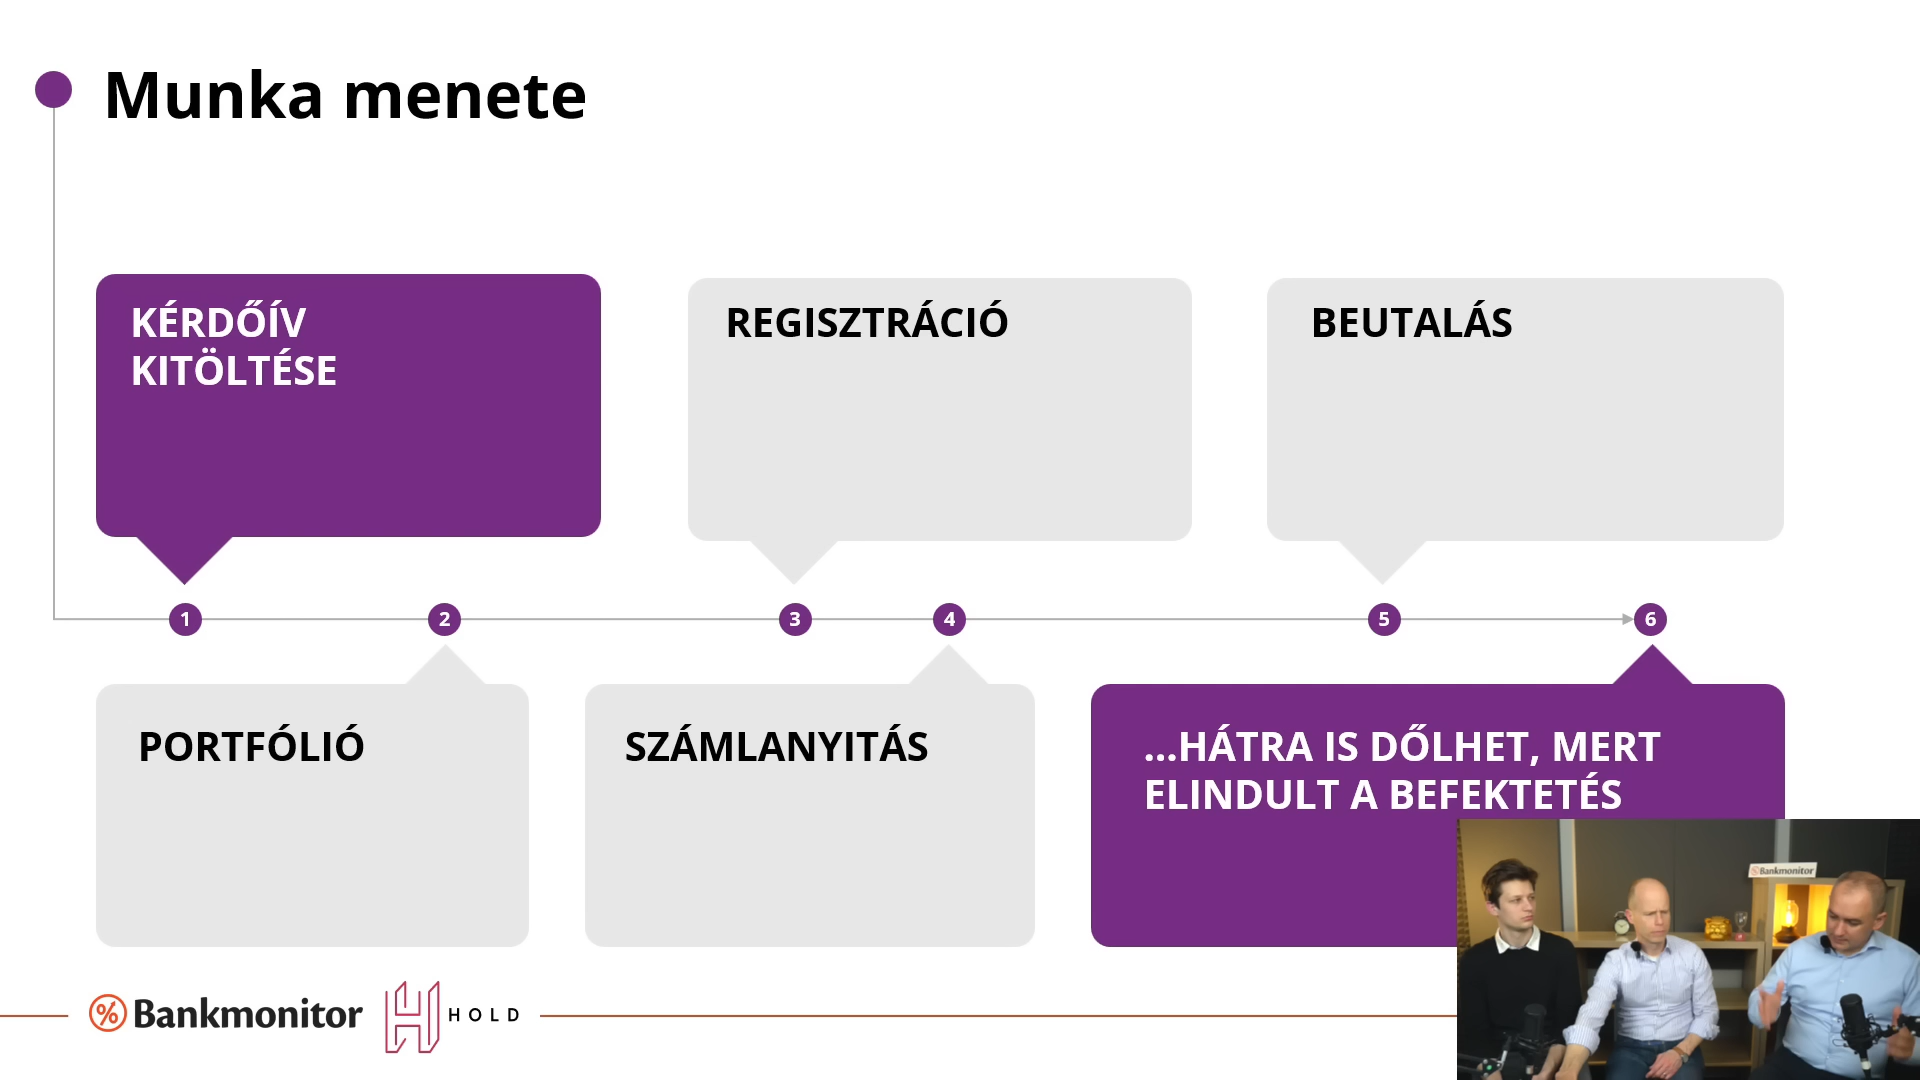 Munka menete
KÉRDŐÍV
KITÖLTÉSE
REGISZTRÁCIÓ
BEUTALÁS
1
2
3
4
5
6
PORTFÓLIÓ
SZÁMLANYITÁS
...HÁTRA IS DŐLHET, MERT
ELINDULT A BEFEKTETÉS
% Bankmonitor
HOLD
Bankmonitor